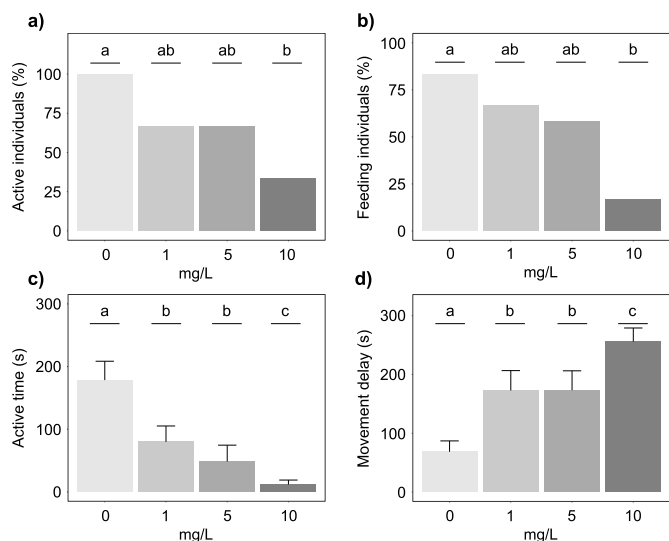 a)
a ab ab b
100
75
50
25
0
Active individuals (%)
0 1 5 10
mg/L
b)
100
a ab ab b
75
50
25
0
Feeding individuals (%)
0 1 5 10
mg/L
c)
300
a b b c
200
100
0
Active time (s)
0 1 5 10
mg/L
d)
300
a b b c
200
100
0
Movement delay (s)
0 1 5 10
mg/L